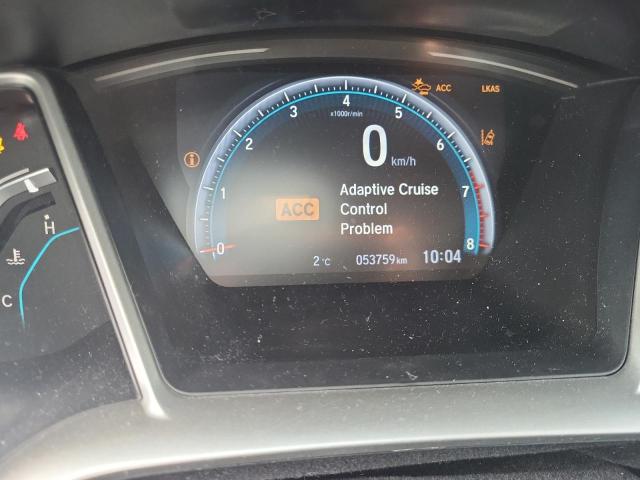 ACC LKAS
4
3 5
x1000r/min
2 6
0
km/h
1 7
ACC
Adaptive Cruise
Control
Problem
0 8
2°C 053759km 10:04
H
C